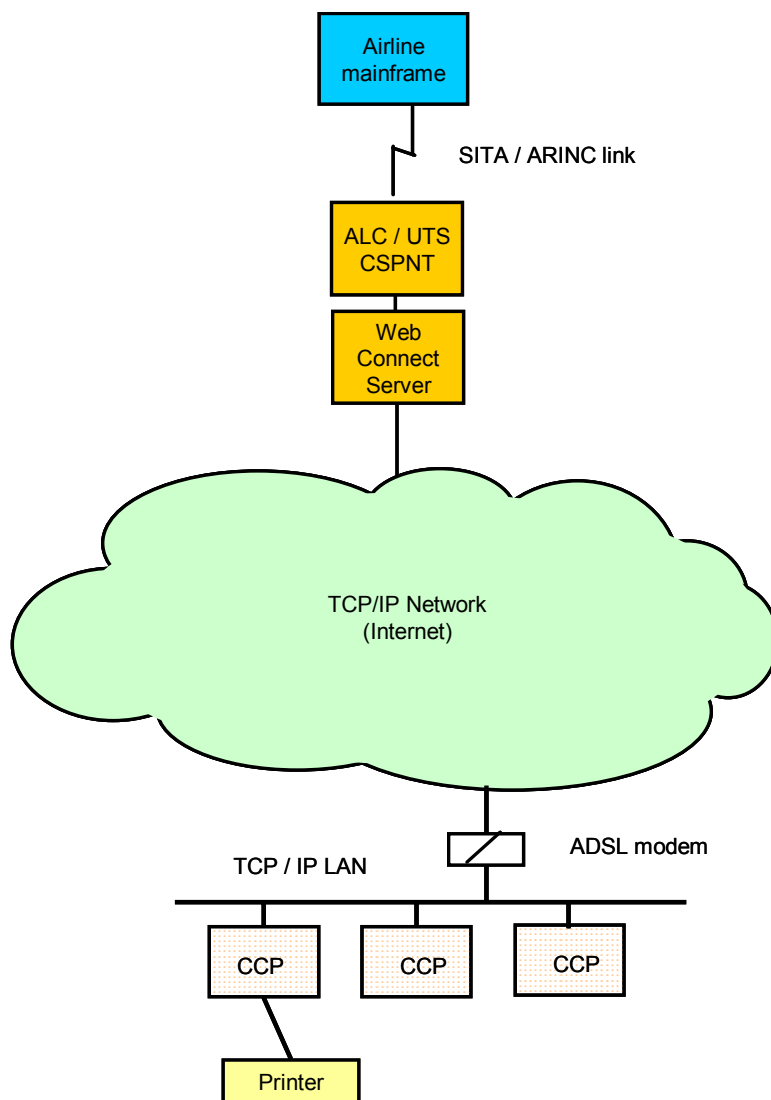 Airline
mainframe
SITA / ARINC link
ALC / UTS
CSPNT
Web
Connect
Server
TCP/IP Network
(Internet)
ADSL modem
TCP / IP LAN
CCP
CCP
CCP
Printer